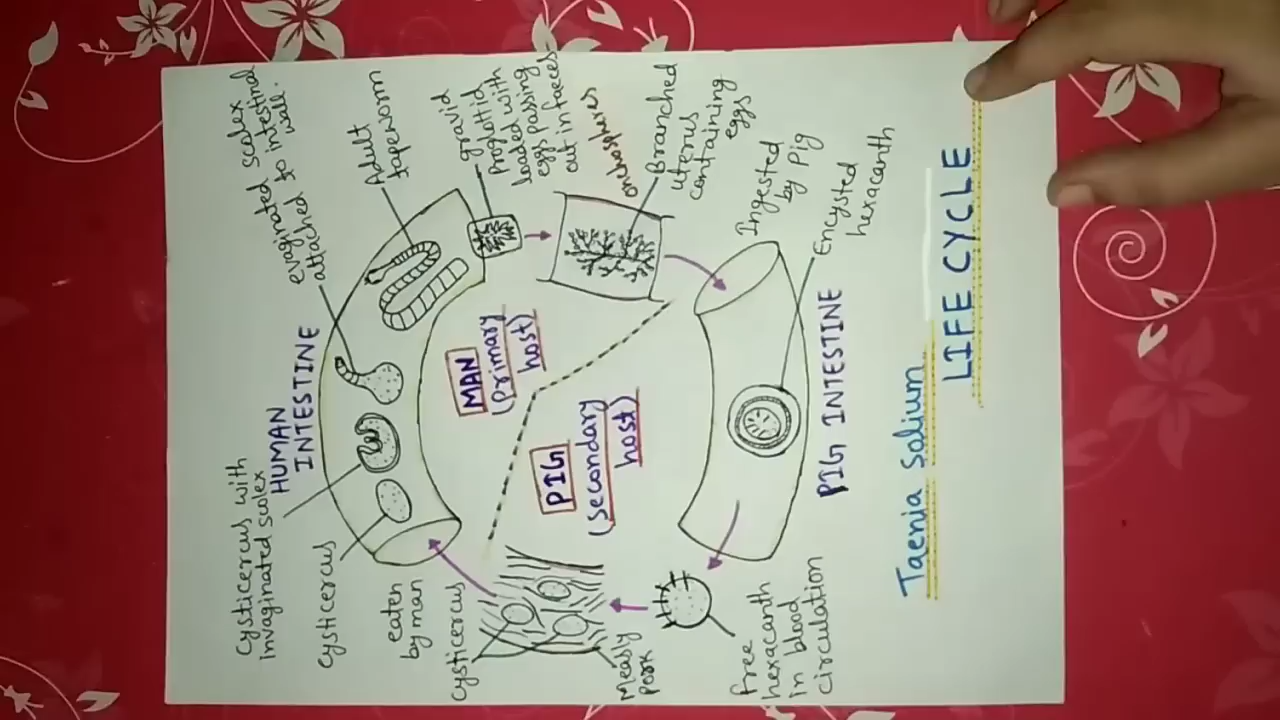 Taenia Solium
LIFE CYCLE
HUMAN
INTESTINE
evaginated scolex
attached to intestinal
wall.
Adult
tapeworm
gravid
Proglottid
loaded with
eggs passing
out in faeces
onchospheres
Branched
uterus
containing
eggs
Ingested
by Pig
Encysted
hexacanth
PIG INTESTINE
free
hexacanth
in blood
circulation
Measly
Pork
Cysticercus
eaten
by man
Cysticercus
Cysticercus with
invaginated scolex
MAN
(Primary
host)
PIG
(Secondary
host)